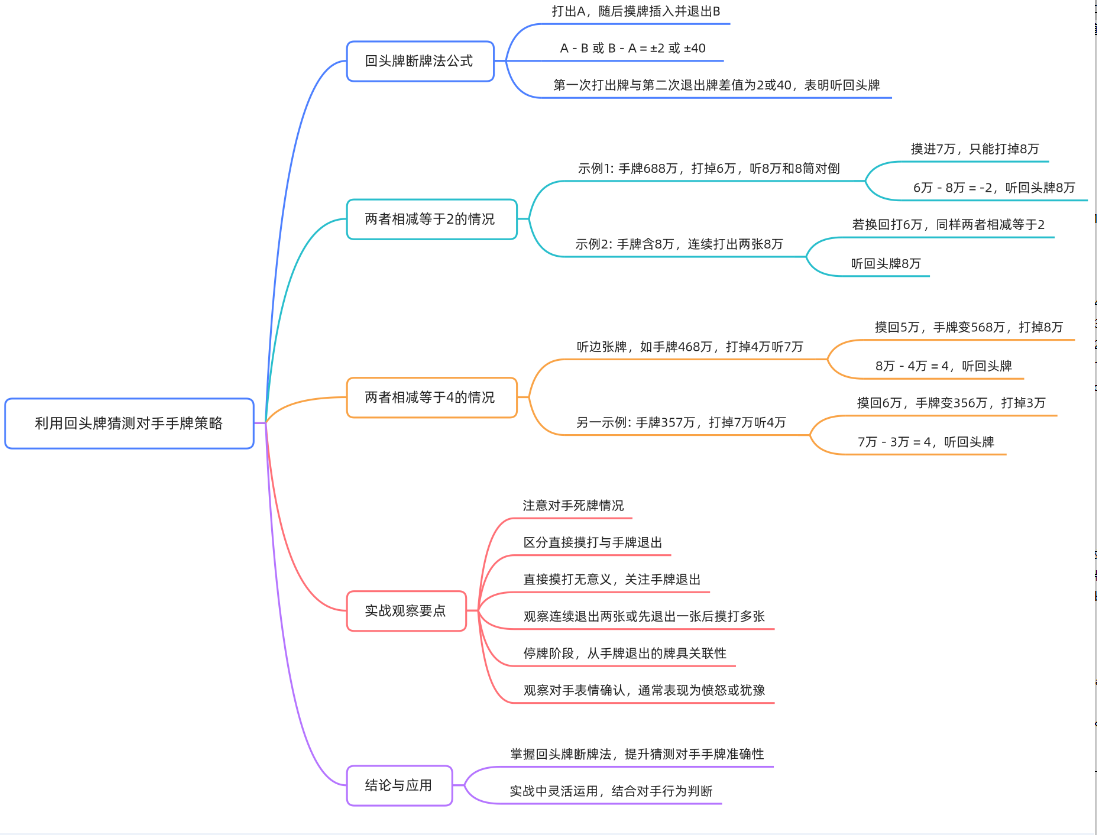 利用回头牌猜测对手手牌策略
回头牌断牌法公式
打出A，随后摸牌插入并退出B
A - B 或 B - A = ±2 或 ±40
第一次打出牌与第二次退出牌差值为2或40，表明听回头牌
两者相减等于2的情况
示例1: 手牌688万，打掉6万，听8万和8筒对倒
摸进7万，只能打掉8万
6万 - 8万 = -2，听回头牌8万
示例2: 手牌含8万，连续打出两张8万
若换回打6万，同样两者相减等于2
听回头牌8万
两者相减等于4的情况
听边张牌，如手牌468万，打掉4万听7万
摸回5万，手牌变568万，打掉8万
8万 - 4万 = 4，听回头牌
另一示例: 手牌357万，打掉7万听4万
摸回6万，手牌变356万，打掉3万
7万 - 3万 = 4，听回头牌
实战观察要点
注意对手死牌情况
区分直接摸打与手牌退出
直接摸打无意义，关注手牌退出
观察连续退出两张或先退出一张后摸打多张
停牌阶段，从手牌退出的牌具关联性
观察对手表情确认，通常表现为愤怒或犹豫
结论与应用
掌握回头牌断牌法，提升猜测对手手牌准确性
实战中灵活运用，结合对手行为判断